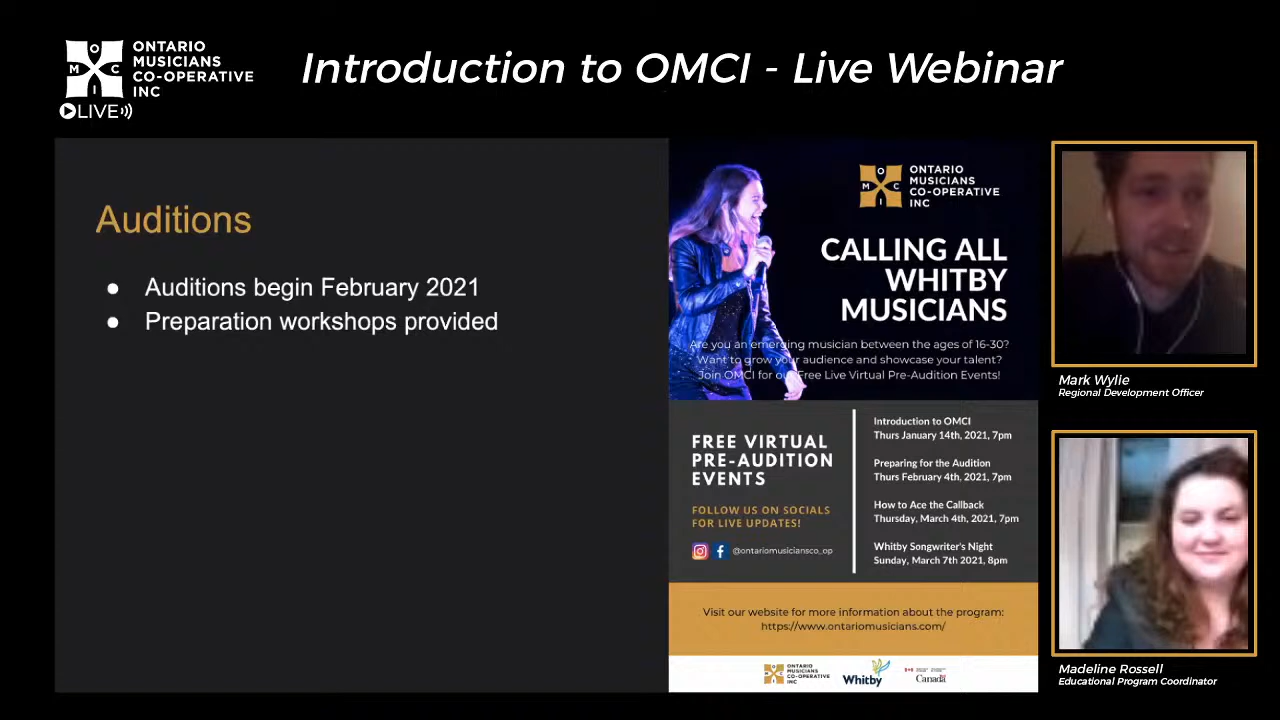 ONTARIO
MUSICIANS
CO-OPERATIVE
INC
O
M C
I
LIVE
Introduction to OMCI - Live Webinar
Auditions
● Auditions begin February 2021
● Preparation workshops provided
O
M C
I
ONTARIO
MUSICIANS
CO-OPERATIVE
INC
CALLING ALL
WHITBY
MUSICIANS
Are you an emerging musician between the ages of 16-30?
Want to grow your audience and showcase your talent?
Join OMCI for our Free Live Virtual Pre-Audition Events!
FREE VIRTUAL
PRE-AUDITION
EVENTS
FOLLOW US ON SOCIALS
FOR LIVE UPDATES!
@ontariomusiciansco_op
Introduction to OMCI
Thurs January 14th, 2021, 7pm
Preparing for the Audition
Thurs February 4th, 2021, 7pm
How to Ace the Callback
Thursday, March 4th, 2021, 7pm
Whitby Songwriter's Night
Sunday, March 7th 2021, 8pm
Visit our website for more information about the program:
https://www.ontariomusicians.com/
ONTARIO
MUSICIANS
CO-OPERATIVE
INC
Whitby
Canada
Mark Wylie
Regional Development Officer
Madeline Rossell
Educational Program Coordinator